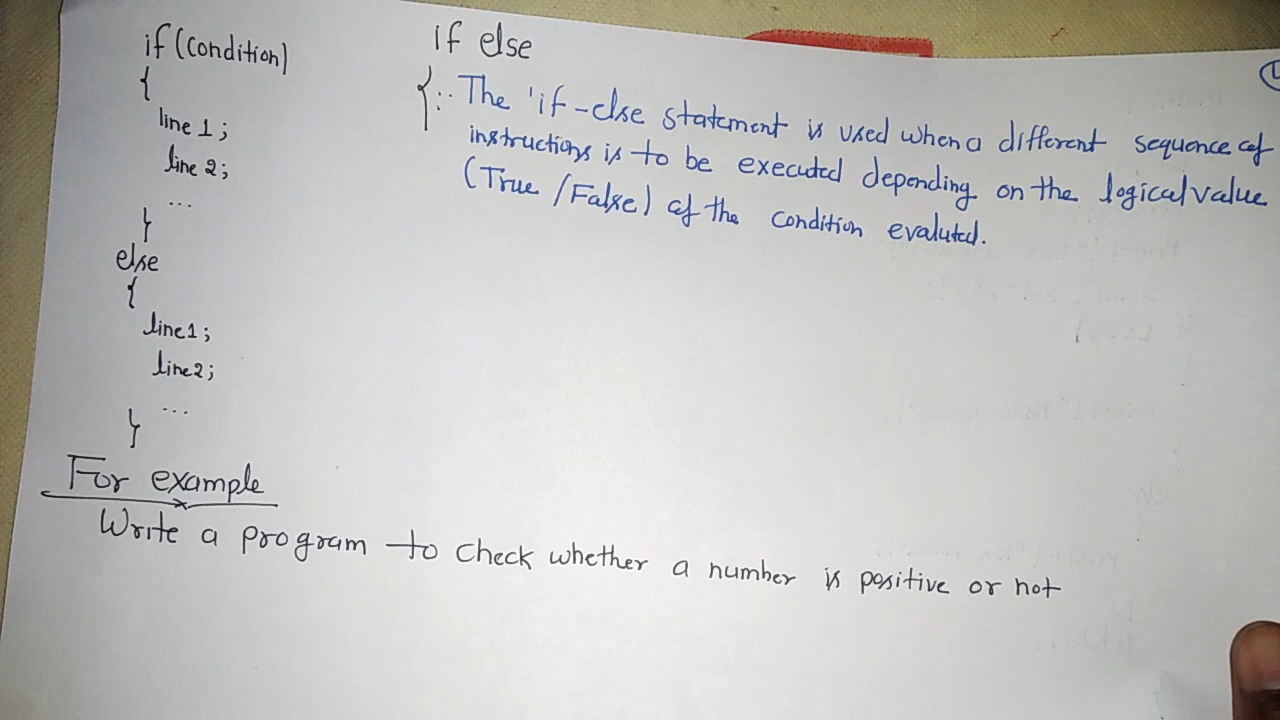 if else
if (Condition)
{
line 1;
line 2;
...
}
else
{
line1;
line2;
...
}
{:- The 'if-else statement is used when a different sequence of
instructions is to be executed depending on the logical value
(True /False) of the condition evaluted.
For example
Write a program to check whether a number is positive or not